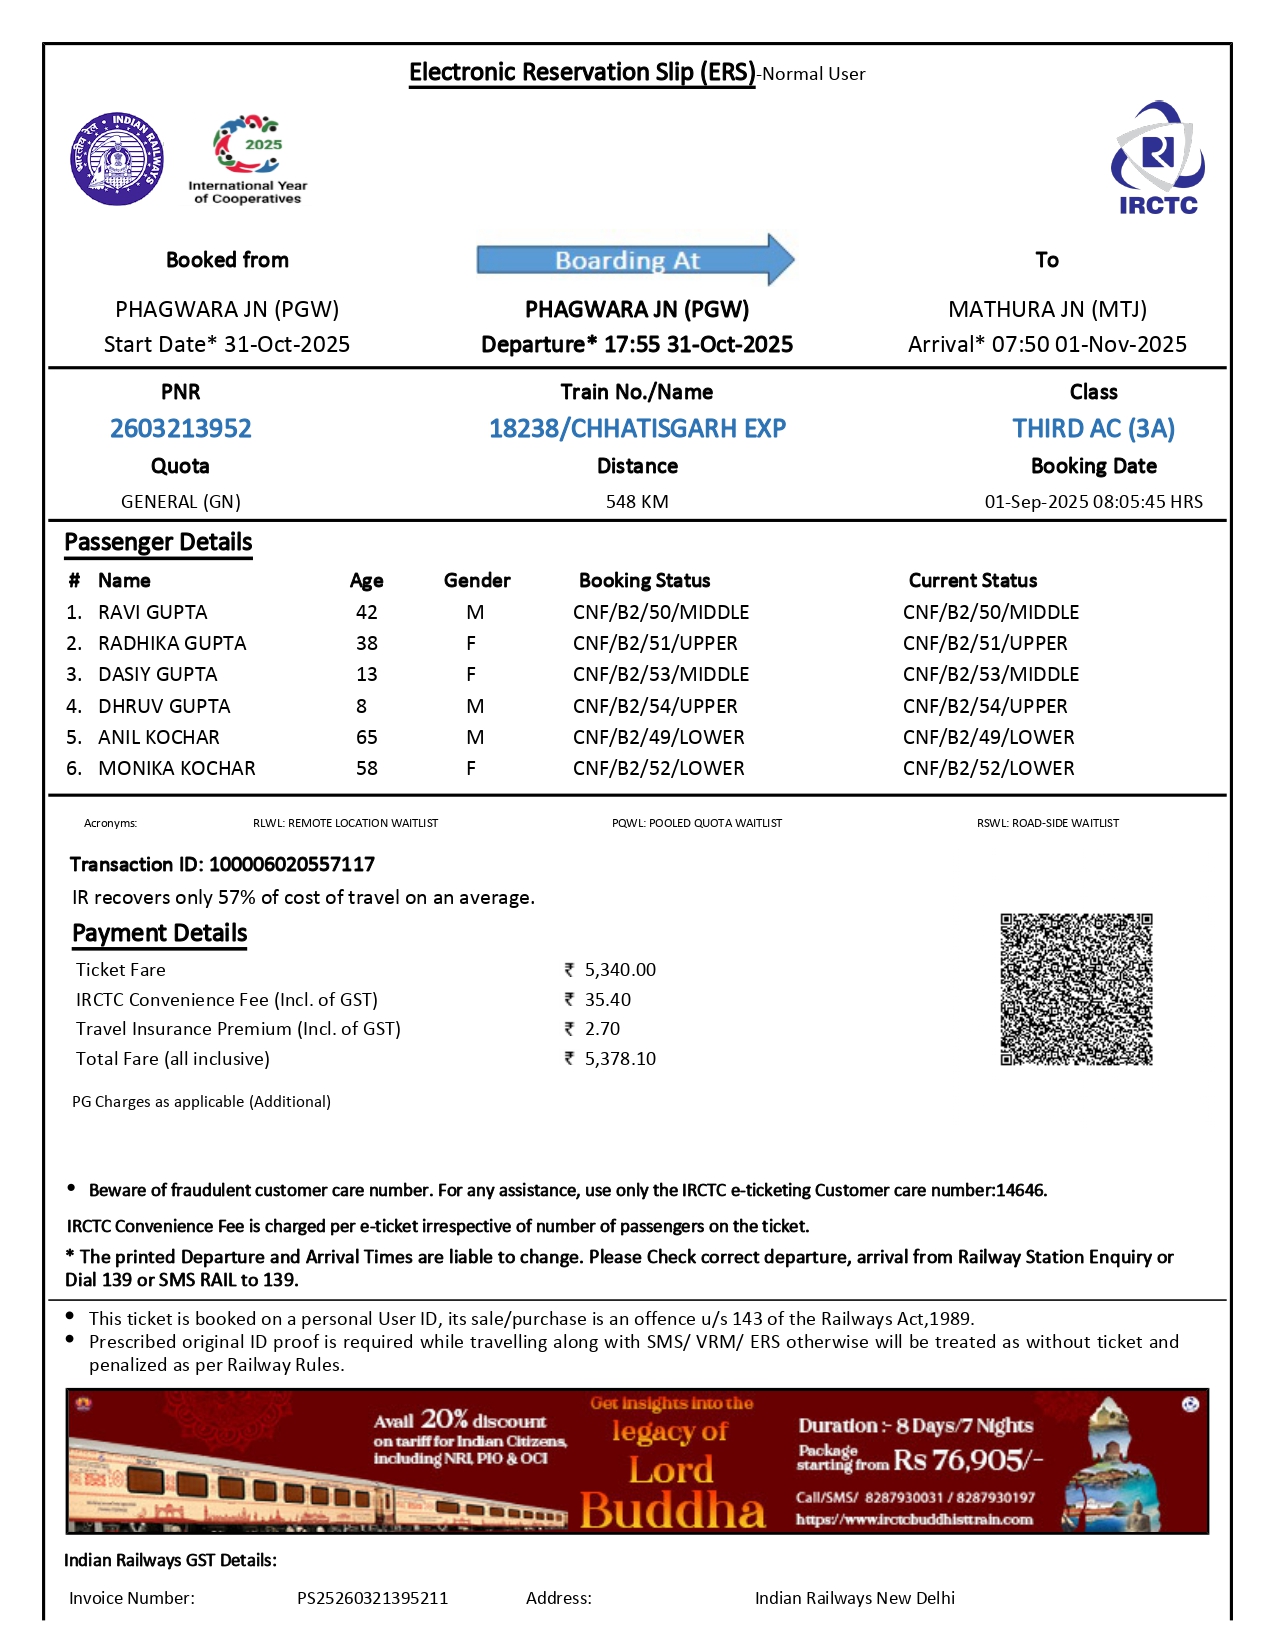 Electronic Reservation Slip (ERS)-Normal User
INDIAN RAILWAYS
भारतीय रेल
2025
International Year
of Cooperatives
IRCTC
Booked from Boarding At To
PHAGWARA JN (PGW) PHAGWARA JN (PGW) MATHURA JN (MTJ)
Start Date* 31-Oct-2025 Departure* 17:55 31-Oct-2025 Arrival* 07:50 01-Nov-2025
PNR Train No./Name Class
2603213952 18238/CHHATISGARH EXP THIRD AC (3A)
Quota Distance Booking Date
GENERAL (GN) 548 KM 01-Sep-2025 08:05:45 HRS
Passenger Details
# Name Age Gender Booking Status Current Status
1. RAVI GUPTA 42 M CNF/B2/50/MIDDLE CNF/B2/50/MIDDLE
2. RADHIKA GUPTA 38 F CNF/B2/51/UPPER CNF/B2/51/UPPER
3. DASIY GUPTA 13 F CNF/B2/53/MIDDLE CNF/B2/53/MIDDLE
4. DHRUV GUPTA 8 M CNF/B2/54/UPPER CNF/B2/54/UPPER
5. ANIL KOCHAR 65 M CNF/B2/49/LOWER CNF/B2/49/LOWER
6. MONIKA KOCHAR 58 F CNF/B2/52/LOWER CNF/B2/52/LOWER
Acronyms: RLWL: REMOTE LOCATION WAITLIST PQWL: POOLED QUOTA WAITLIST RSWL: ROAD-SIDE WAITLIST
Transaction ID: 100006020557117
IR recovers only 57% of cost of travel on an average.
Payment Details
Ticket Fare ₹ 5,340.00
IRCTC Convenience Fee (Incl. of GST) ₹ 35.40
Travel Insurance Premium (Incl. of GST) ₹ 2.70
Total Fare (all inclusive) ₹ 5,378.10
PG Charges as applicable (Additional)
• Beware of fraudulent customer care number. For any assistance, use only the IRCTC e-ticketing Customer care number:14646.
IRCTC Convenience Fee is charged per e-ticket irrespective of number of passengers on the ticket.
* The printed Departure and Arrival Times are liable to change. Please Check correct departure, arrival from Railway Station Enquiry or
Dial 139 or SMS RAIL to 139.
• This ticket is booked on a personal User ID, its sale/purchase is an offence u/s 143 of the Railways Act,1989.
• Prescribed original ID proof is required while travelling along with SMS/ VRM/ ERS otherwise will be treated as without ticket and
penalized as per Railway Rules.
Avail 20% discount
on tariff for Indian Citizens,
including NRI, PIO & OCI
Get insights into the
legacy of
Lord
Buddha
Duration :- 8 Days/7 Nights
Package
starting from Rs 76,905/-
Call/SMS/ 8287930031 / 8287930197
https://www.irctcbuddhisttrain.com
Indian Railways GST Details:
Invoice Number: PS25260321395211 Address: Indian Railways New Delhi